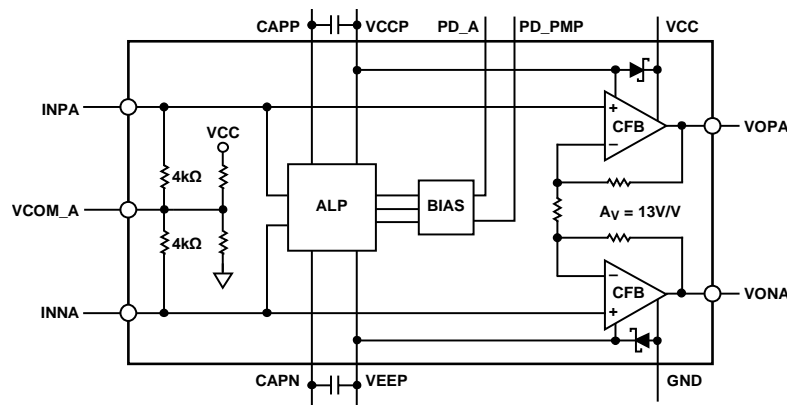 CAPP
VCCP
PD_A
PD_PMP
VCC
INPA
VCC
+
CFB
−
VOPA
4kΩ
ALP
BIAS
VCOM_A
AV = 13V/V
4kΩ
−
CFB
+
VONA
INNA
CAPN
VEEP
GND